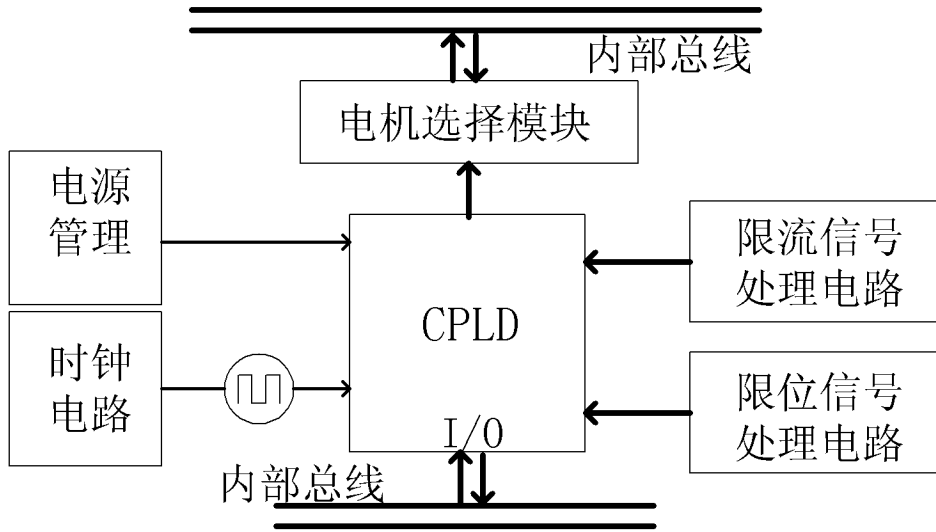 内部总线
电机选择模块
电源
管理
限流信号
处理电路
CPLD
时钟
电路
限位信号
处理电路
I/O
内部总线